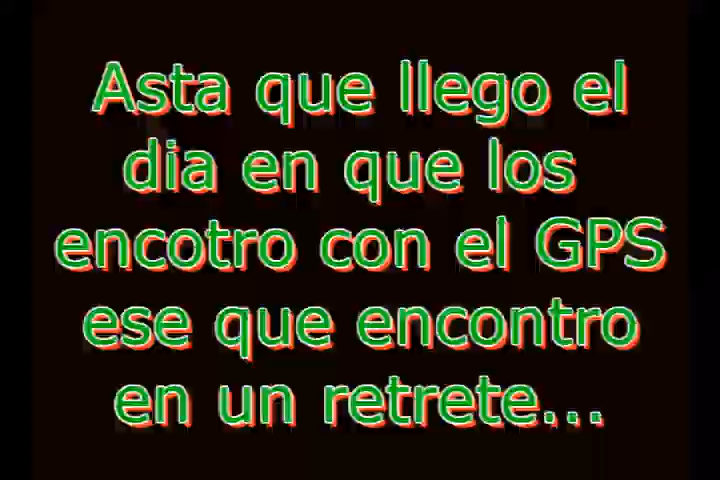 Asta que llego el
dia en que los
encotro con el GPS
ese que encontro
en un retrete...